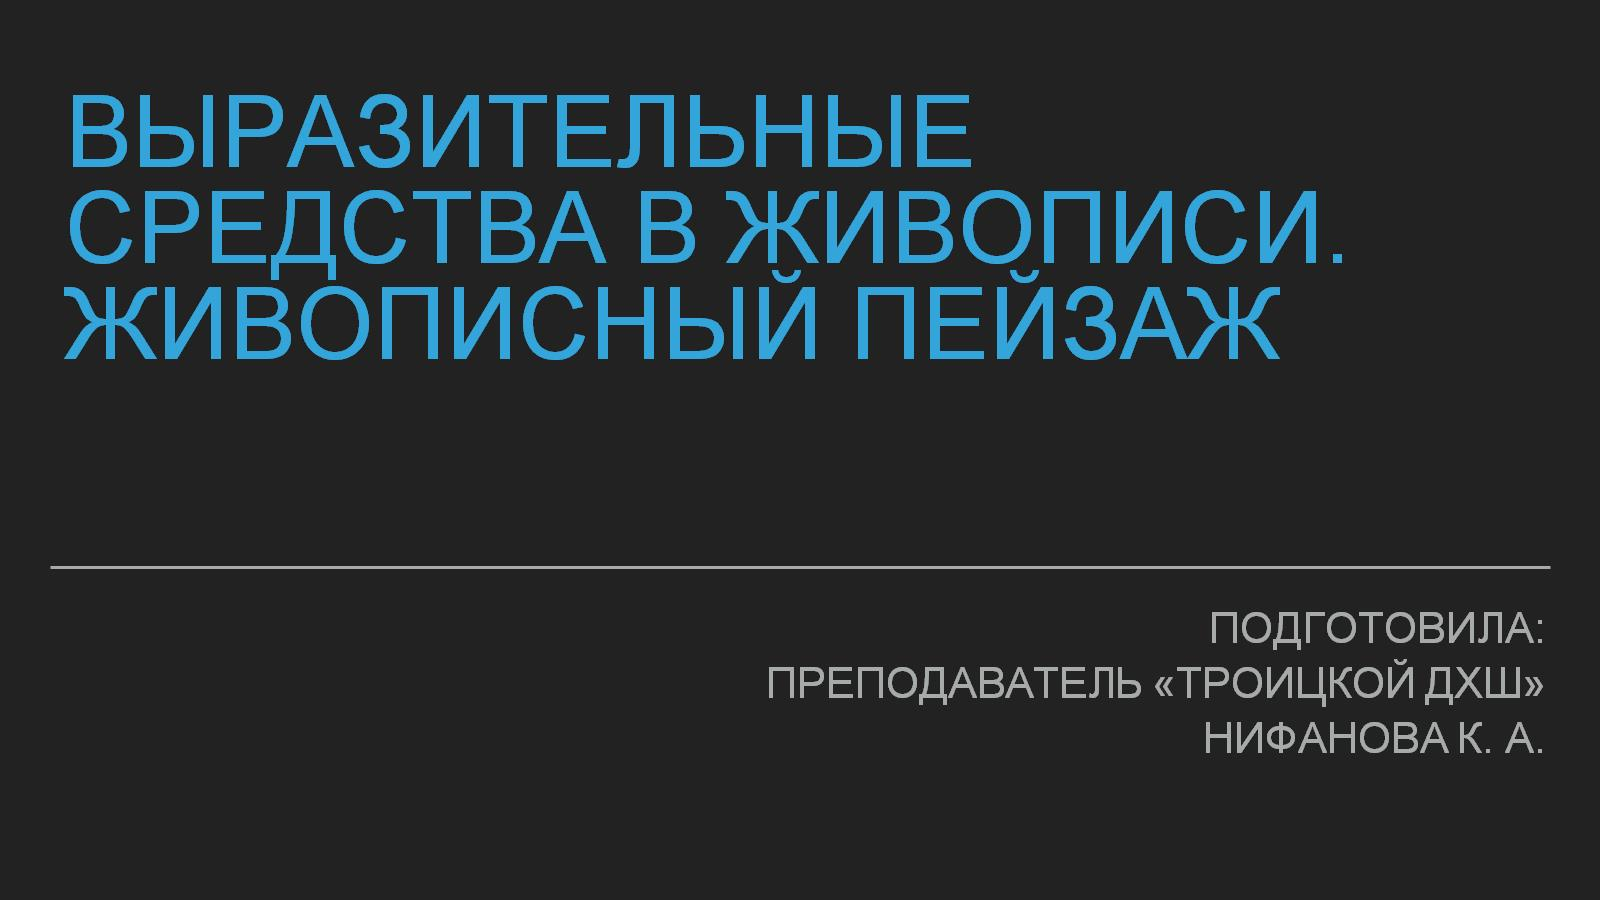 ВЫРАЗИТЕЛЬНЫЕ
СРЕДСТВА В ЖИВОПИСИ.
ЖИВОПИСНЫЙ ПЕЙЗАЖ
ПОДГОТОВИЛА:
ПРЕПОДАВАТЕЛЬ «ТРОИЦКОЙ ДХШ»
НИФАНОВА К. А.